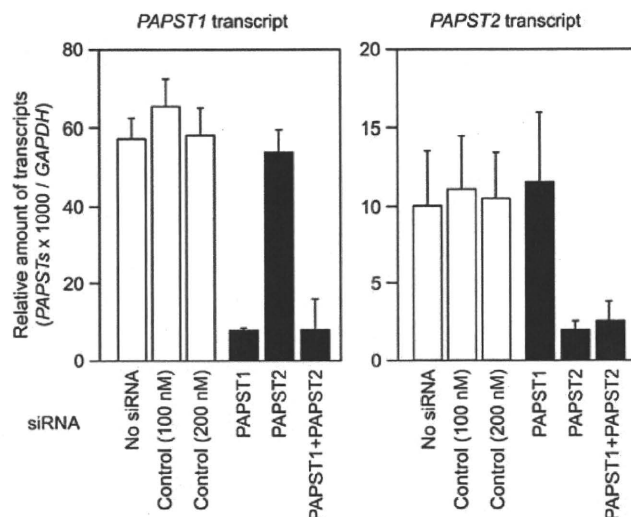 PAPST1 transcript
PAPST2 transcript
Relative amount of transcripts
(PAPSTs x 1000 / GAPDH)
80
60
40
20
0
20
15
10
5
0
siRNA
No siRNA
Control (100 nM)
Control (200 nM)
PAPST1
PAPST2
PAPST1+PAPST2
No siRNA
Control (100 nM)
Control (200 nM)
PAPST1
PAPST2
PAPST1+PAPST2